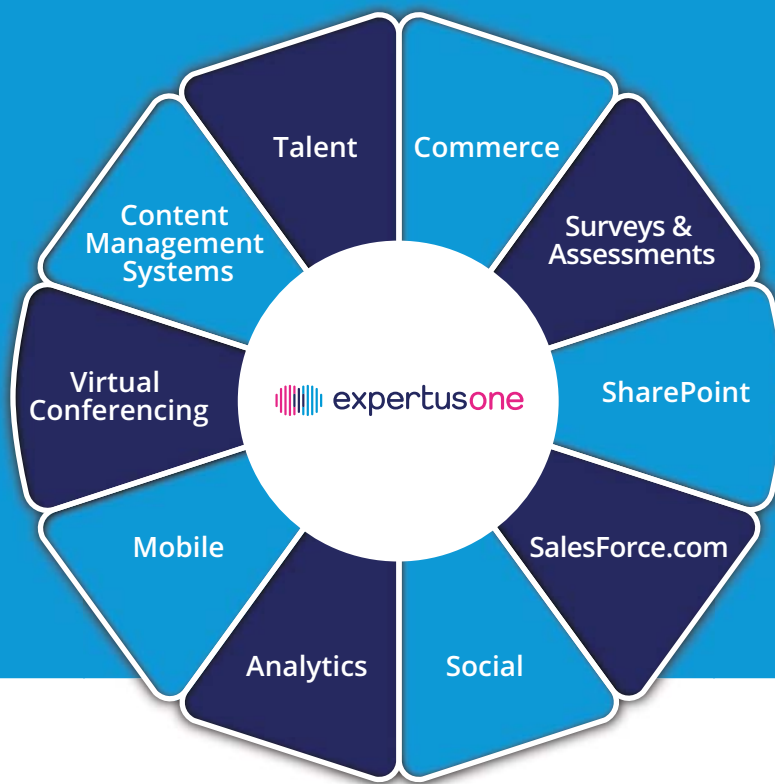 Talent
Commerce
Content
Management
Systems
Surveys &
Assessments
Virtual
Conferencing
expertusone
SharePoint
Mobile
SalesForce.com
Analytics
Social